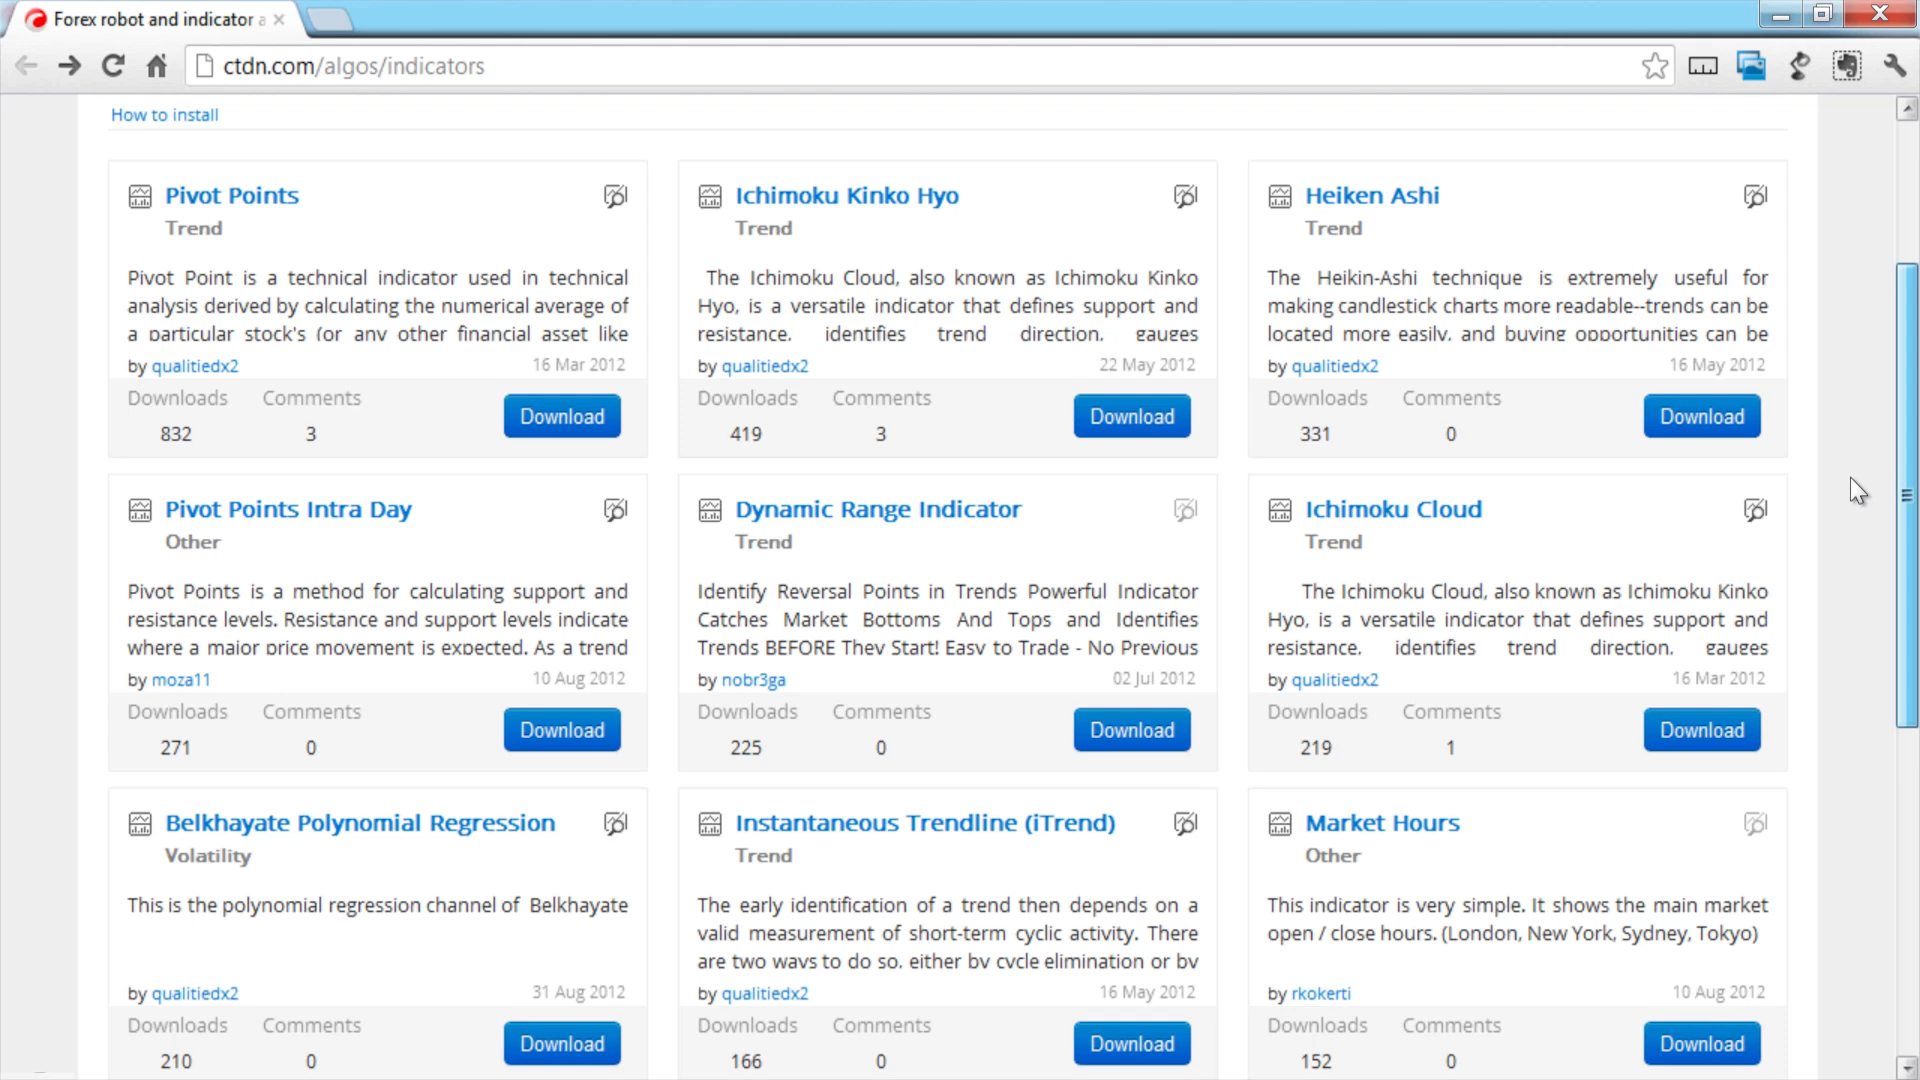 Forex robot and indicator a
ctdn.com/algos/indicators
How to install
Pivot Points
Trend
Pivot Point is a technical indicator used in technical
analysis derived by calculating the numerical average of
a particular stock's (or any other financial asset like
by qualitiedx2 16 Mar 2012
Downloads Comments
832 3
Download
Ichimoku Kinko Hyo
Trend
The Ichimoku Cloud, also known as Ichimoku Kinko
Hyo, is a versatile indicator that defines support and
resistance, identifies trend direction, gauges
by qualitiedx2 22 May 2012
Downloads Comments
419 3
Download
Heiken Ashi
Trend
The Heikin-Ashi technique is extremely useful for
making candlestick charts more readable--trends can be
located more easily, and buying opportunities can be
by qualitiedx2 16 May 2012
Downloads Comments
331 0
Download
Pivot Points Intra Day
Other
Pivot Points is a method for calculating support and
resistance levels. Resistance and support levels indicate
where a major price movement is expected. As a trend
by moza11 10 Aug 2012
Downloads Comments
271 0
Download
Dynamic Range Indicator
Trend
Identify Reversal Points in Trends Powerful Indicator
Catches Market Bottoms And Tops and Identifies
Trends BEFORE They Start! Easy to Trade - No Previous
by nobr3ga 02 Jul 2012
Downloads Comments
225 0
Download
Ichimoku Cloud
Trend
The Ichimoku Cloud, also known as Ichimoku Kinko
Hyo, is a versatile indicator that defines support and
resistance, identifies trend direction, gauges
by qualitiedx2 16 Mar 2012
Downloads Comments
219 1
Download
Belkhayate Polynomial Regression
Volatility
This is the polynomial regression channel of Belkhayate
by qualitiedx2 31 Aug 2012
Downloads Comments
210 0
Download
Instantaneous Trendline (iTrend)
Trend
The early identification of a trend then depends on a
valid measurement of short-term cyclic activity. There
are two ways to do so, either by cycle elimination or by
by qualitiedx2 16 May 2012
Downloads Comments
166 0
Download
Market Hours
Other
This indicator is very simple. It shows the main market
open / close hours. (London, New York, Sydney, Tokyo)
by rkokerti 10 Aug 2012
Downloads Comments
152 0
Download